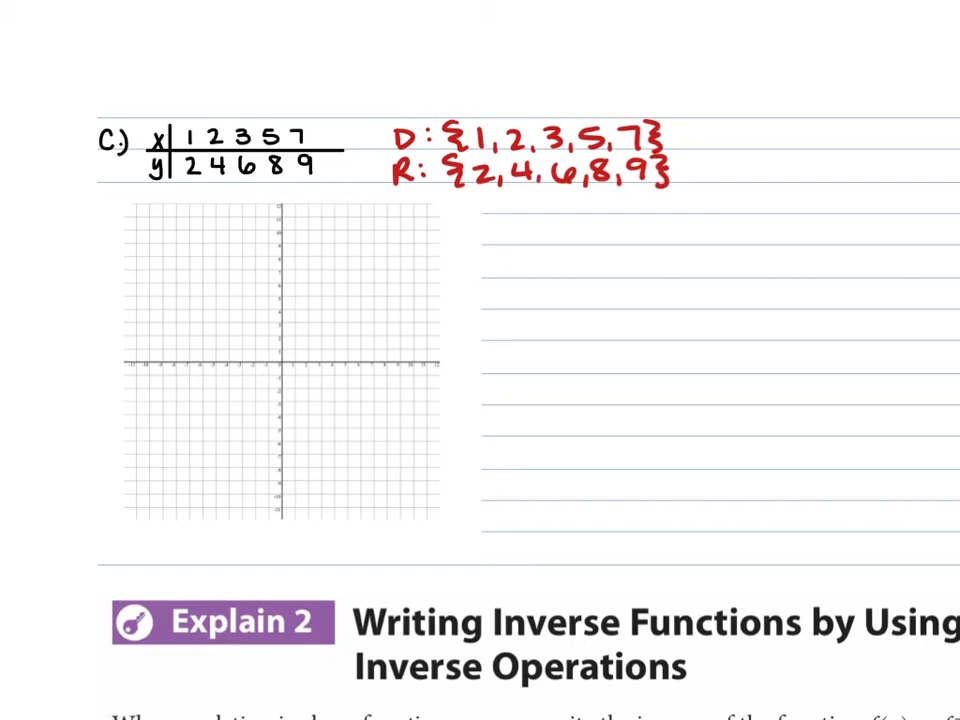 C.) x | 1 2 3 5 7 D: {1, 2, 3, 5, 7}
y | 2 4 6 8 9 R: {2, 4, 6, 8, 9}
Explain 2 Writing Inverse Functions by Using
Inverse Operations